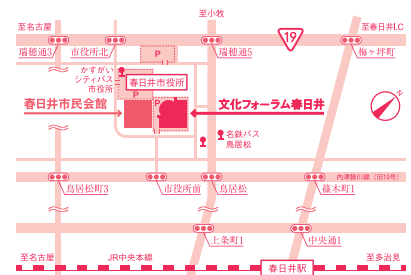 至小牧
至名古屋
至春日井I.C
19
瑞穂通3
市役所北
瑞穂通5
梅ヶ坪町
P
かすがい
シティバス
市役所
春日井市役所
P
P
N
春日井市民会館
文化フォーラム春日井
名鉄バス
鳥居松
内津勝川線（旧19号）
鳥居松町3
市役所前
鳥居松
篠木町1
上条町1
中央通1
至名古屋
JR中央本線
至多治見
春日井駅